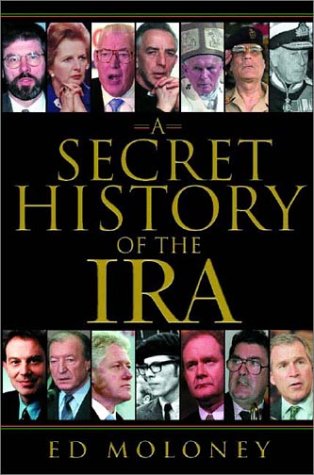 A
SECRET
HISTORY
OF THE
IRA
ED MOLONEY